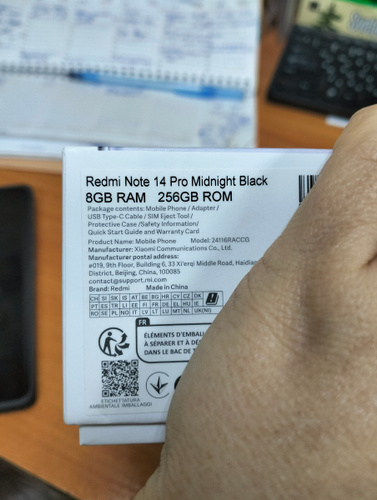 Redmi Note 14 Pro Midnight Black
8GB RAM 256GB ROM
Package contents: Mobile Phone / Adapter /
USB Type-C Cable / SIM Eject Tool /
Protective Case /Safety Information/
Quick Start Guide and Warranty Card
Product Name: Mobile Phone Model: 24116RACCG
Manufacturer: Xiaomi Communications Co., Ltd.
Manufacturer postal address:
#019, 9th Floor, Building 6, 33 Xi'erqi Middle Road, Haidian
District, Beijing, China, 100085
contact@support.mi.com
Brand: Redmi Made in China
CH SI SK IS AT BE BG HR CY CZ DK
PT ES TR LI EE FI FR DE EL HU IE
RO SE PL NO IT LV LT LU MT NL UK(NI)
FR
ÉLÉMENTS D'EMBALL
À SÉPARER ET À DÉP
DANS LE BAC DE T
ETICHETTATURA
AMBIENTALE IMBALLAGGI